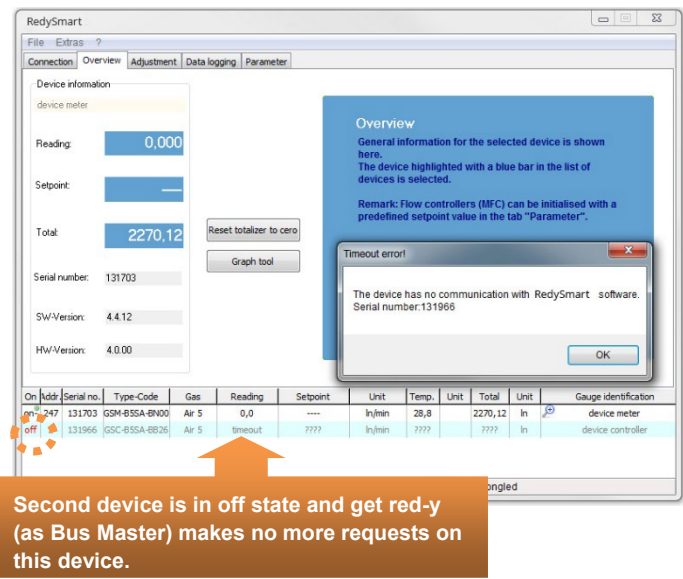 RedySmart
File Extras ?
Connection Overview Adjustment Data logging Parameter
Device information
device meter
Reading: 0,000
Setpoint: ----
Total: 2270,12
Serial number: 131703
SW-Version: 4.4.12
HW-Version: 4.0.00
Reset totalizer to cero
Graph tool
Overview
General information for the selected device is shown
here.
The device highlighted with a blue bar in the list of
devices is selected.
Remark: Flow controllers (MFC) can be initialised with a
predefined setpoint value in the tab "Parameter".
Timeout error!
The device has no communication with RedySmart software.
Serial number:131966
OK
On Addr. Serial no. Type-Code Gas Reading Setpoint Unit Temp. Unit Total Unit Gauge identification
on- 247 131703 GSM-B5SA-BN00 Air 5 0,0 ---- ln/min 28,8 2270,12 ln device meter
off 131966 GSC-B5SA-BB26 Air 5 timeout ???? ln/min ???? ???? ln device controller
Second device is in off state and get red-y
(as Bus Master) makes no more requests on
this device.